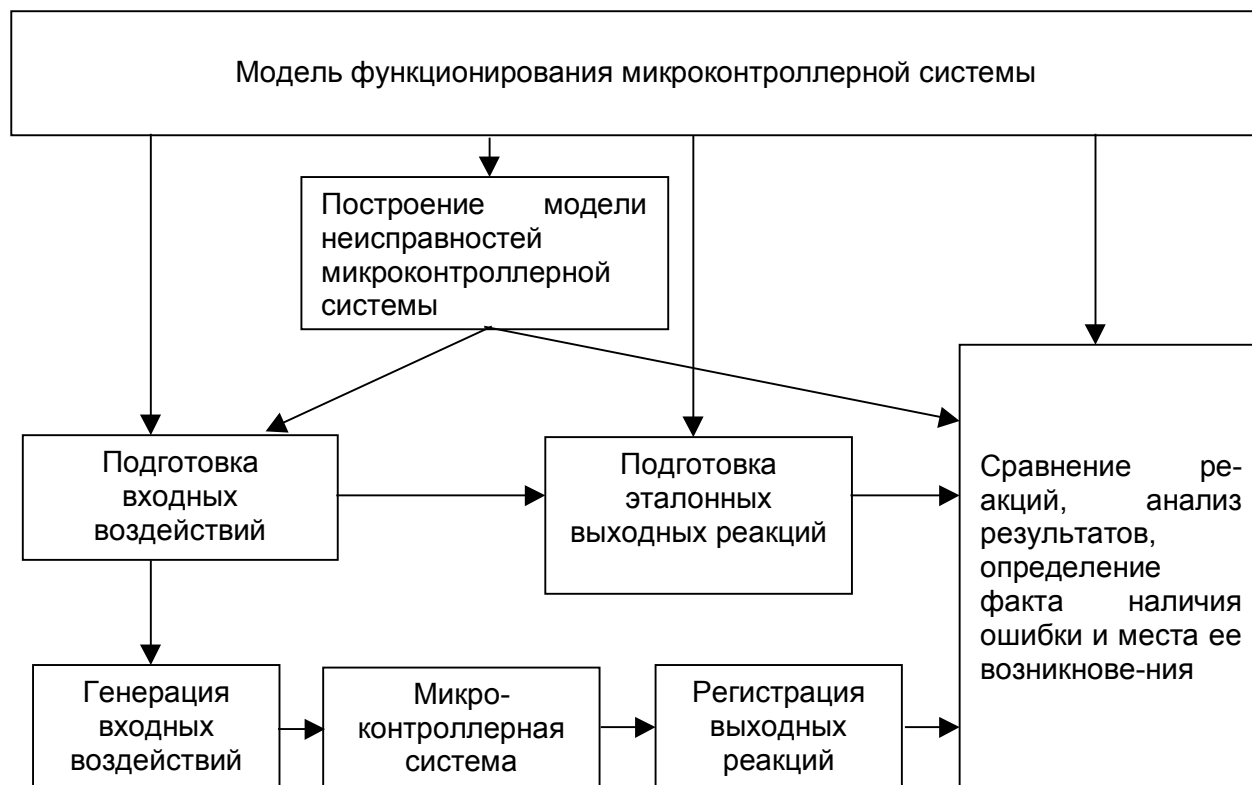 Модель функционирования микроконтроллерной системы
Построение модели
неисправностей
микроконтроллерной
системы
Подготовка
входных
воздействий
Подготовка
эталонных
выходных реакций
Сравнение ре-
акций, анализ
результатов,
определение
факта наличия
ошибки и места ее
возникнове-ния
Генерация
входных
воздействий
Микро-
контроллерная
система
Регистрация
выходных
реакций